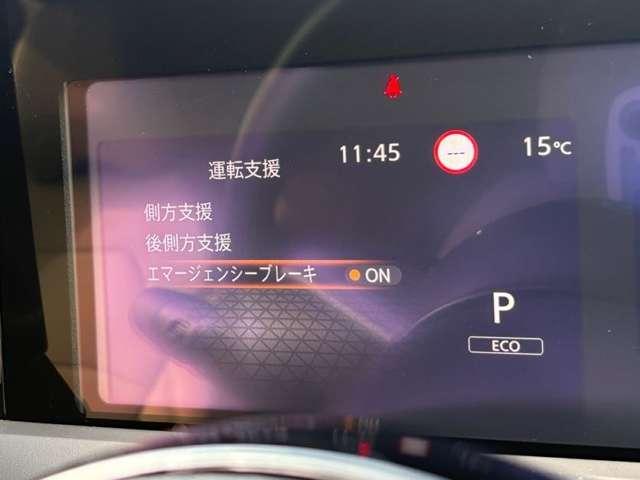 11:45
---
15℃
運転支援
側方支援
後側方支援
エマージェンシーブレーキ ON
P
ECO